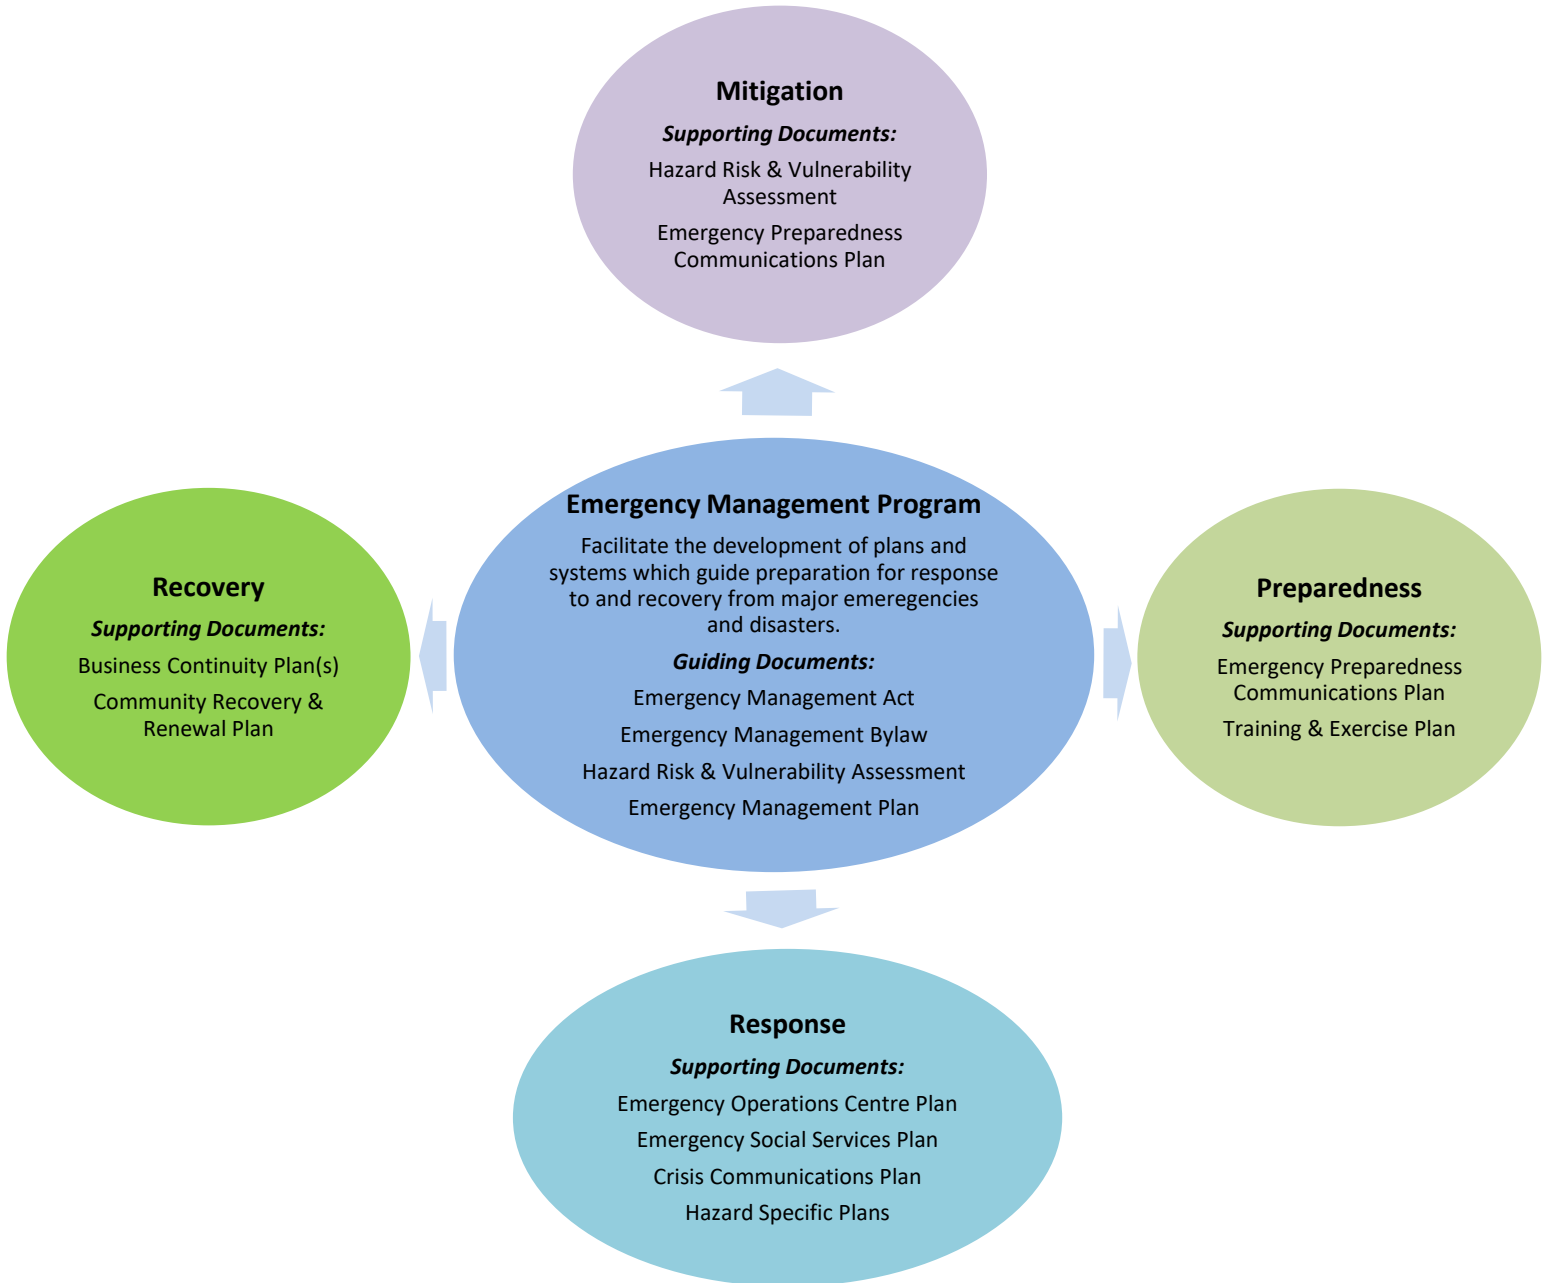 Mitigation
Supporting Documents:
Hazard Risk & Vulnerability
Assessment
Emergency Preparedness
Communications Plan
Emergency Management Program
Facilitate the development of plans and
systems which guide preparation for response
to and recovery from major emeregencies
and disasters.
Guiding Documents:
Emergency Management Act
Emergency Management Bylaw
Hazard Risk & Vulnerability Assessment
Emergency Management Plan
Recovery
Supporting Documents:
Business Continuity Plan(s)
Community Recovery &
Renewal Plan
Preparedness
Supporting Documents:
Emergency Preparedness
Communications Plan
Training & Exercise Plan
Response
Supporting Documents:
Emergency Operations Centre Plan
Emergency Social Services Plan
Crisis Communications Plan
Hazard Specific Plans